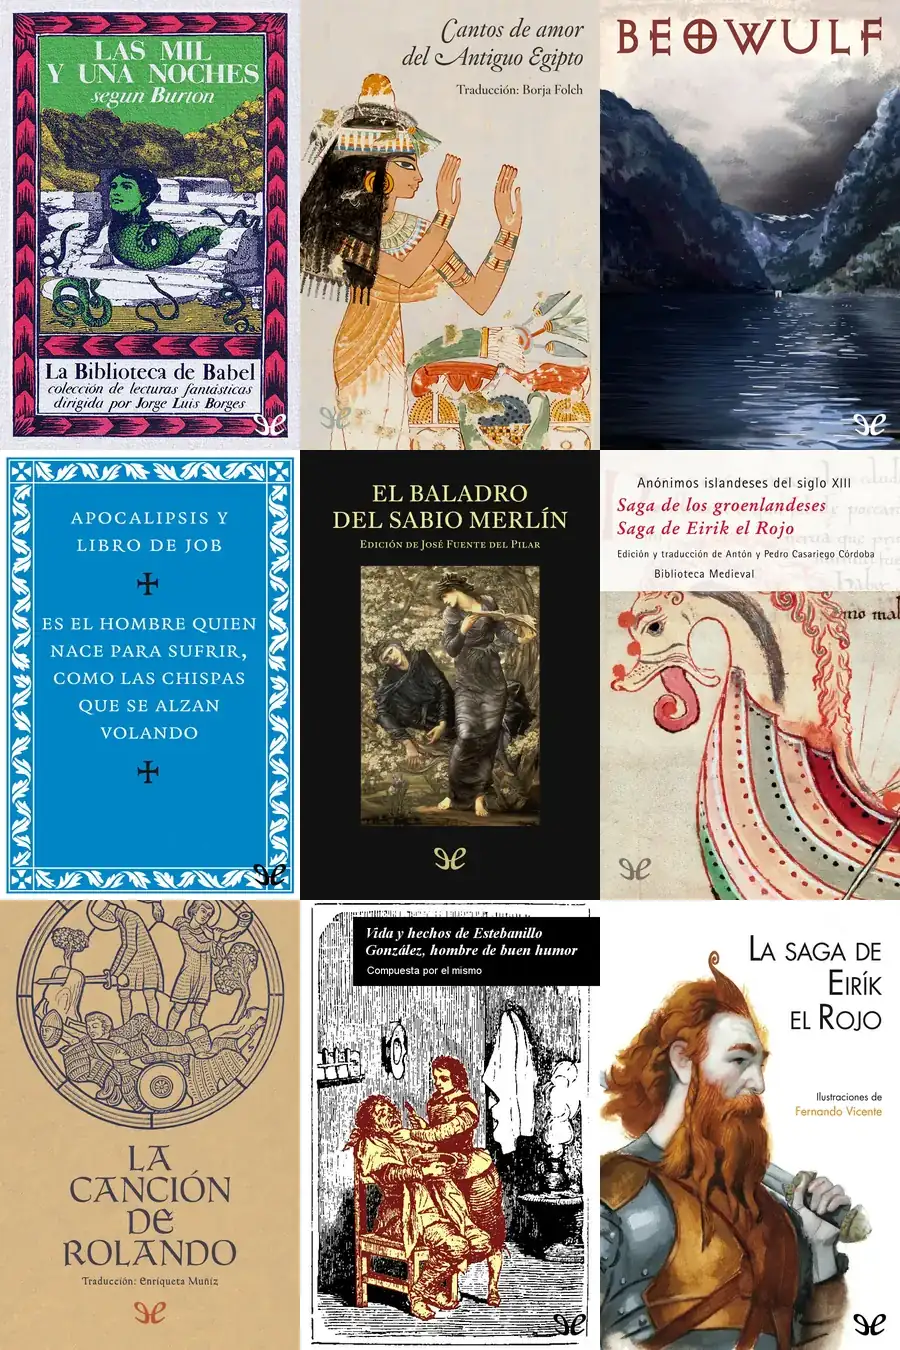 LAS MIL
Y UNA NOCHES
segun Burton
La Biblioteca de Babel
colección de lecturas fantásticas
dirigida por Jorge Luis Borges
Cantos de amor
del Antiguo Egipto
Traducción: Borja Folch
BEOWULF
APOCALIPSIS Y
LIBRO DE JOB
ES EL HOMBRE QUIEN
NACE PARA SUFRIR,
COMO LAS CHISPAS
QUE SE ALZAN
VOLANDO
EL BALADRO
DEL SABIO MERLÍN
EDICIÓN DE JOSÉ FUENTE DEL PILAR
Anónimos islandeses del siglo XIII
Saga de los groenlandeses
Saga de Eirik el Rojo
Edición y traducción de Antón y Pedro Casariego Córdoba
Biblioteca Medieval
mo mal
LA
CANCIÓN
DE
ROLANDO
Traducción: Enriqueta Muñiz
Vida y hechos de Estebanillo
González, hombre de buen humor
Compuesta por el mismo
LA SAGA DE
EIRÍK
EL ROJO
Ilustraciones de
Fernando Vicente